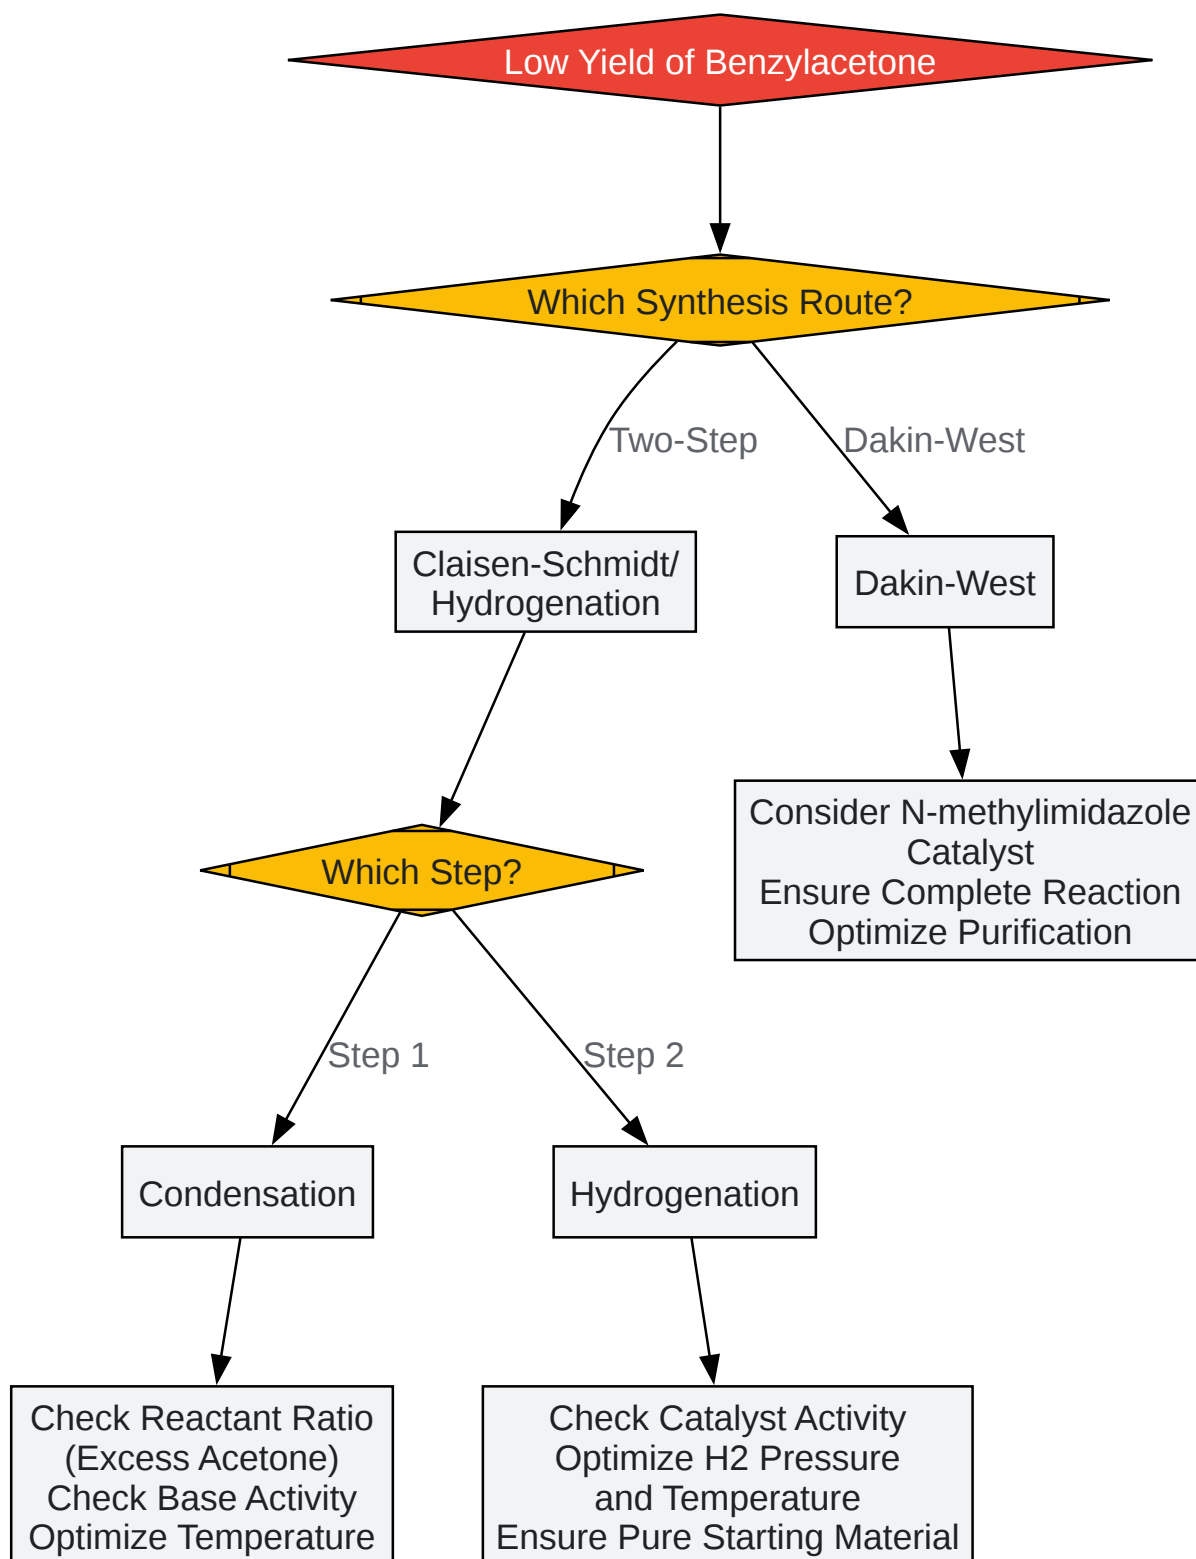 Low Yield of Benzylacetone
Which Synthesis Route?
Two-Step
Dakin-West
Claisen-Schmidt/
Hydrogenation
Dakin-West
Consider N-methylimidazole
Catalyst
Ensure Complete Reaction
Optimize Purification
Which Step?
Step 1
Step 2
Condensation
Hydrogenation
Check Reactant Ratio
(Excess Acetone)
Check Base Activity
Optimize Temperature
Check Catalyst Activity
Optimize H2 Pressure
and Temperature
Ensure Pure Starting Material